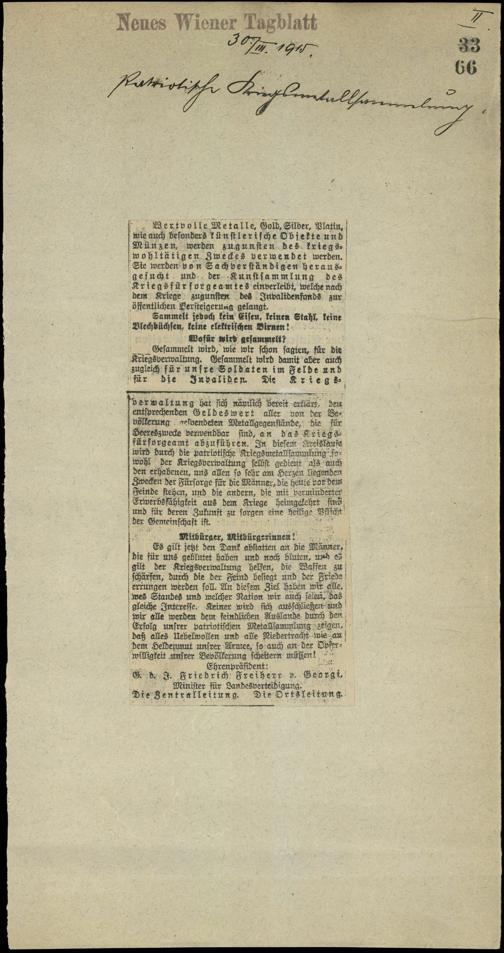 II
Neues Wiener Tagblatt
30/III. 1915.
33
66
Patriotische Kriegsmetallsammlung.
Wertvolle Metalle, Gold, Silber, Platin,
wie auch besonders künstlerische Objekte und
Münzen, werden zugunsten des kriegs-
wohltätigen Zweckes verwendet werden.
Sie werden von Sachverständigen heraus-
gesucht und der Kunstsammlung des
Kriegsfürsorgeamtes einverleibt, welche nach
dem Kriege zugunsten des Invalidenfonds zur
öffentlichen Versteigerung gelangt.
Sammelt jedoch kein Eisen, keinen Stahl, keine
Blechbüchsen, keine elektrischen Birnen!
Wofür wird gesammelt?
Gesammelt wird, wie wir schon sagten, für die
Kriegsverwaltung. Gesammelt wird damit aber auch
zugleich für unsre Soldaten im Felde und
für die Invaliden. Die Kriegs-
verwaltung hat sich nämlich bereit erklärt, den
entsprechenden Geldeswert aller von der Be-
völkerung gespendeten Metallgegenstände, die für
Heereszwecke verwendbar sind, an das Kriegs-
fürsorgeamt abzuführen. In diesem Kreislaufe
wird durch die patriotische Kriegsmetallsammlung so-
wohl der Kriegsverwaltung selbst gedient als auch
den erhabenen, uns allen so sehr am Herzen liegenden
Zwecken der Fürsorge für die Männer, die heute vor dem
Feinde stehen, und die andern, die mit verminderter
Erwerbsfähigkeit aus dem Kriege heimgekehrt sind
und für deren Zukunft zu sorgen eine heilige Pflicht
der Gemeinschaft ist.
Mitbürger, Mitbürgerinnen!
Es gilt jetzt den Dank abstatten an die Männer,
die für uns geblutet haben und noch bluten, und es
gilt der Kriegsverwaltung helfen, die Waffen zu
schärfen, durch die der Feind besiegt und der Friede
errungen werden soll. An diesem Ziel haben wir alle,
wes Standes und welcher Nation wir auch seien, das
gleiche Interesse. Keiner wird sich ausschließen und
wir alle werden dem feindlichen Auslande durch den
Erfolg unsrer patriotischen Metallsammlung zeigen,
daß alles Uebelwollen und alle Niedertracht wie an
dem Heldenmut unsrer Armee, so auch an der Opfer-
willigkeit unsrer Bevölkerung scheitern müssen!
Ehrenpräsident:
G. d. J. Friedrich Freiherr v. Georgi,
Minister für Landesverteidigung.
Die Zentralleitung. Die Ortsleitung.